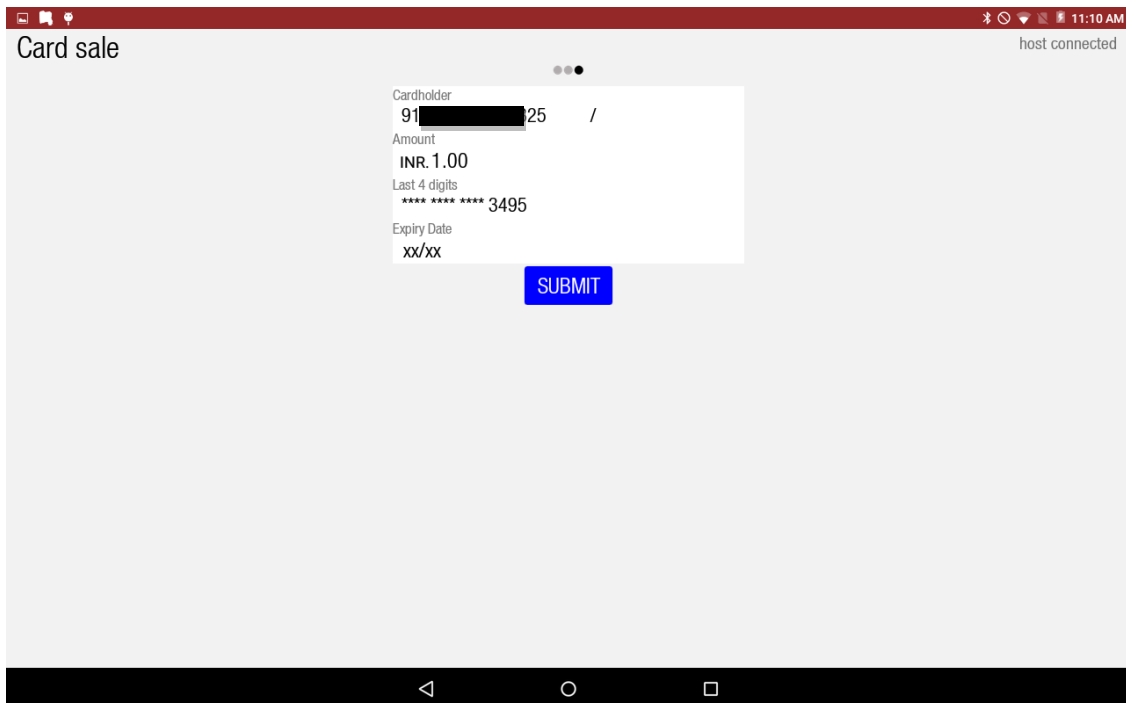 11:10 AM
Card sale
host connected
Cardholder
91 25 /
Amount
INR.1.00
Last 4 digits
**** **** **** 3495
Expiry Date
xx/xx
SUBMIT